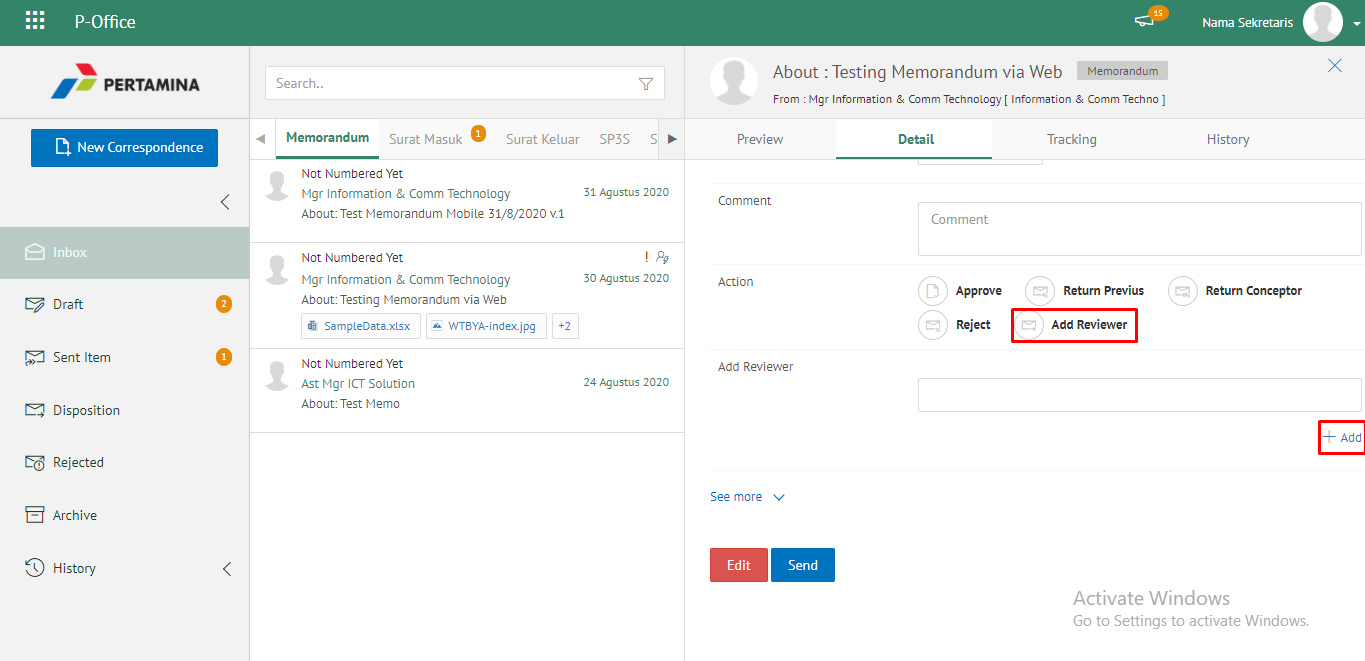 P-Office
15
Nama Sekretaris
PERTAMINA
New Correspondence
Inbox
Draft
2
Sent Item
1
Disposition
Rejected
Archive
History
Search..
Memorandum
Surat Masuk
1
Surat Keluar
SP3S
S
Not Numbered Yet
Mgr Information & Comm Technology
31 Agustus 2020
About: Test Memorandum Mobile 31/8/2020 v.1
Not Numbered Yet
!
Mgr Information & Comm Technology
30 Agustus 2020
About: Testing Memorandum via Web
SampleData.xlsx
WTBYA-index.jpg
+2
Not Numbered Yet
Ast Mgr ICT Solution
24 Agustus 2020
About: Test Memo
About : Testing Memorandum via Web
Memorandum
From : Mgr Information & Comm Technology [ Information & Comm Techno ]
Preview
Detail
Tracking
History
Comment
Comment
Action
Approve
Return Previus
Return Conceptor
Reject
Add Reviewer
Add Reviewer
+ Add
See more
Edit
Send
Activate Windows
Go to Settings to activate Windows.